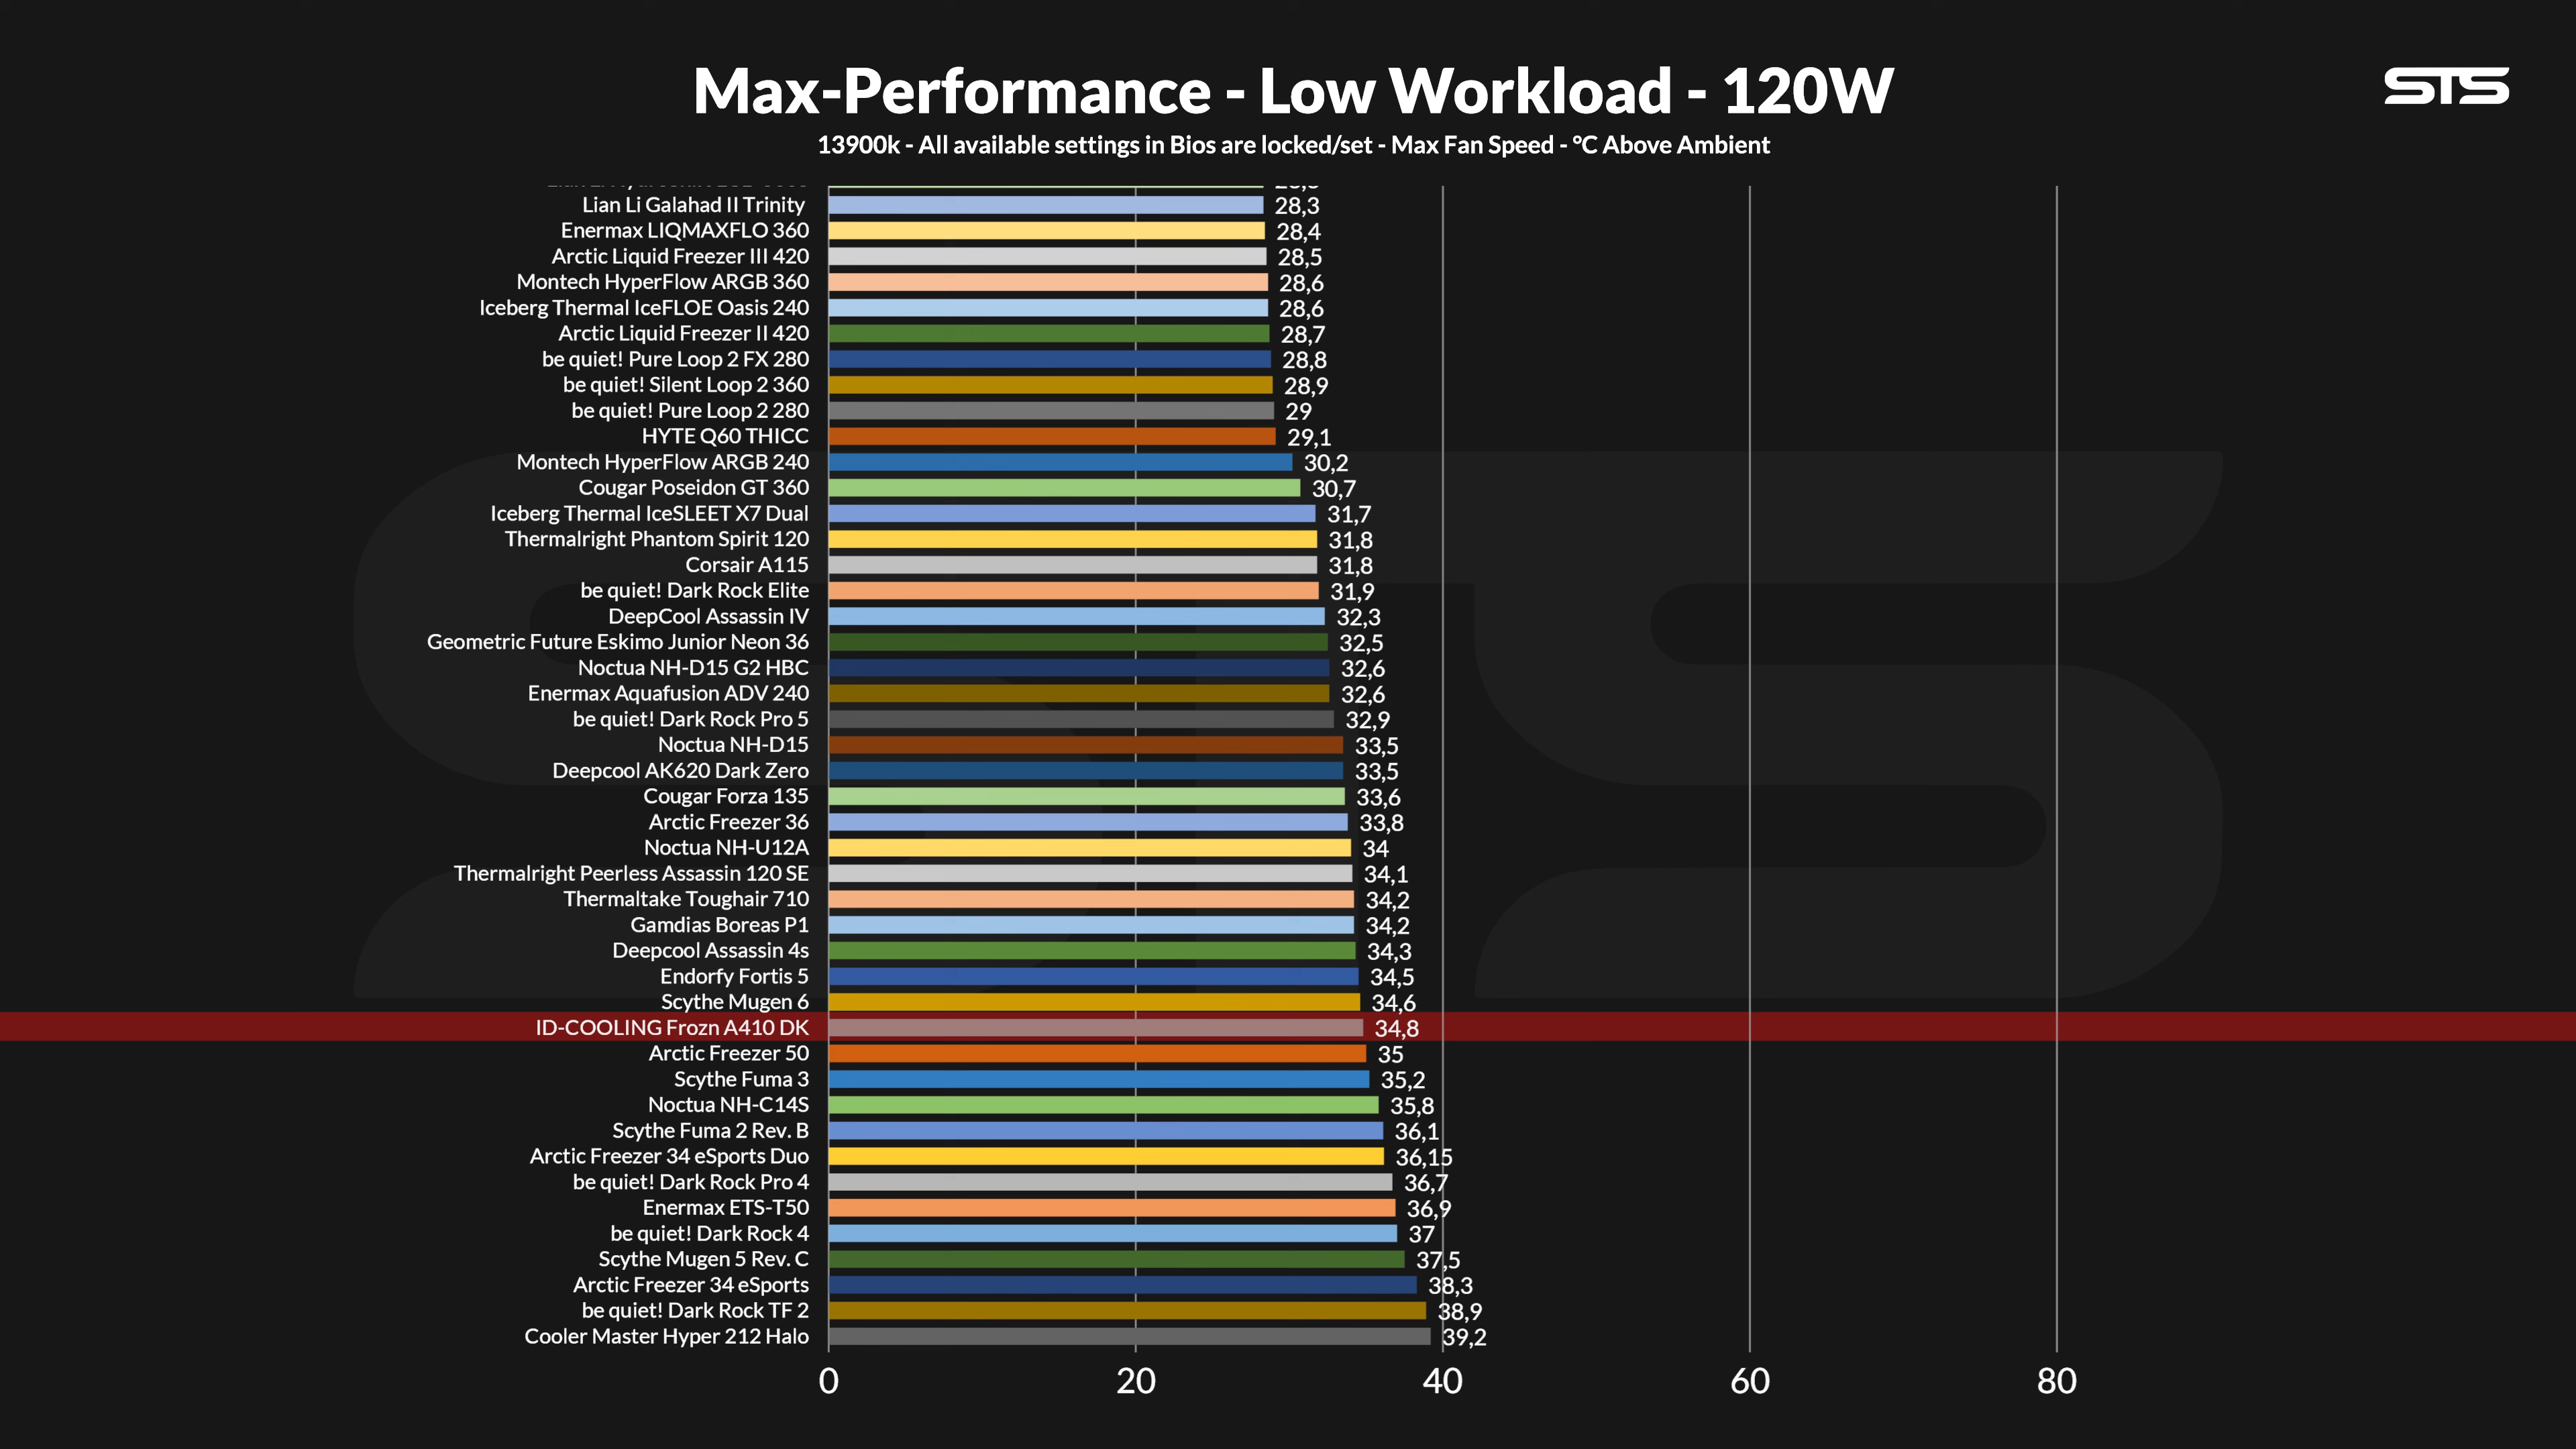 Max-Performance - Low Workload - 120W
STS
13900k - All available settings in Bios are locked/set - Max Fan Speed - °C Above Ambient
Lian Li Galahad II Trinity 28,3
Enermax LIQMAXFLO 360 28,4
Arctic Liquid Freezer III 420 28,5
Montech HyperFlow ARGB 360 28,6
Iceberg Thermal IceFLOE Oasis 240 28,6
Arctic Liquid Freezer II 420 28,7
be quiet! Pure Loop 2 FX 280 28,8
be quiet! Silent Loop 2 360 28,9
be quiet! Pure Loop 2 280 29
HYTE Q60 THICC 29,1
Montech HyperFlow ARGB 240 30,2
Cougar Poseidon GT 360 30,7
Iceberg Thermal IceSLEET X7 Dual 31,7
Thermalright Phantom Spirit 120 31,8
Corsair A115 31,8
be quiet! Dark Rock Elite 31,9
DeepCool Assassin IV 32,3
Geometric Future Eskimo Junior Neon 36 32,5
Noctua NH-D15 G2 HBC 32,6
Enermax Aquafusion ADV 240 32,6
be quiet! Dark Rock Pro 5 32,9
Noctua NH-D15 33,5
Deepcool AK620 Dark Zero 33,5
Cougar Forza 135 33,6
Arctic Freezer 36 33,8
Noctua NH-U12A 34
Thermalright Peerless Assassin 120 SE 34,1
Thermaltake Toughair 710 34,2
Gamdias Boreas P1 34,2
Deepcool Assassin 4s 34,3
Endorfy Fortis 5 34,5
Scythe Mugen 6 34,6
ID-COOLING Frozn A410 DK 34,8
Arctic Freezer 50 35
Scythe Fuma 3 35,2
Noctua NH-C14S 35,8
Scythe Fuma 2 Rev. B 36,1
Arctic Freezer 34 eSports Duo 36,15
be quiet! Dark Rock Pro 4 36,7
Enermax ETS-T50 36,9
be quiet! Dark Rock 4 37
Scythe Mugen 5 Rev. C 37,5
Arctic Freezer 34 eSports 38,3
be quiet! Dark Rock TF 2 38,9
Cooler Master Hyper 212 Halo 39,2
0 20 40 60 80